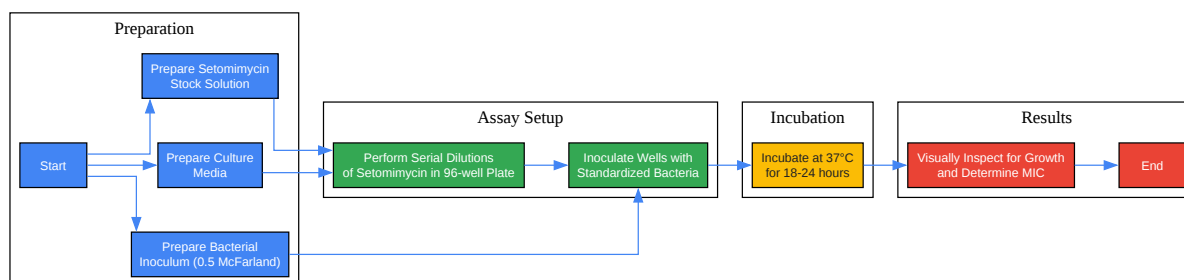 Preparation
Prepare Setomimycin
Stock Solution
Start
Prepare Culture
Media
Prepare Bacterial
Inoculum (0.5 McFarland)
Assay Setup
Perform Serial Dilutions
of Setomimycin in 96-well Plate
Inoculate Wells with
Standardized Bacteria
Incubation
Incubate at 37°C
for 18-24 hours
Results
Visually Inspect for Growth
and Determine MIC
End